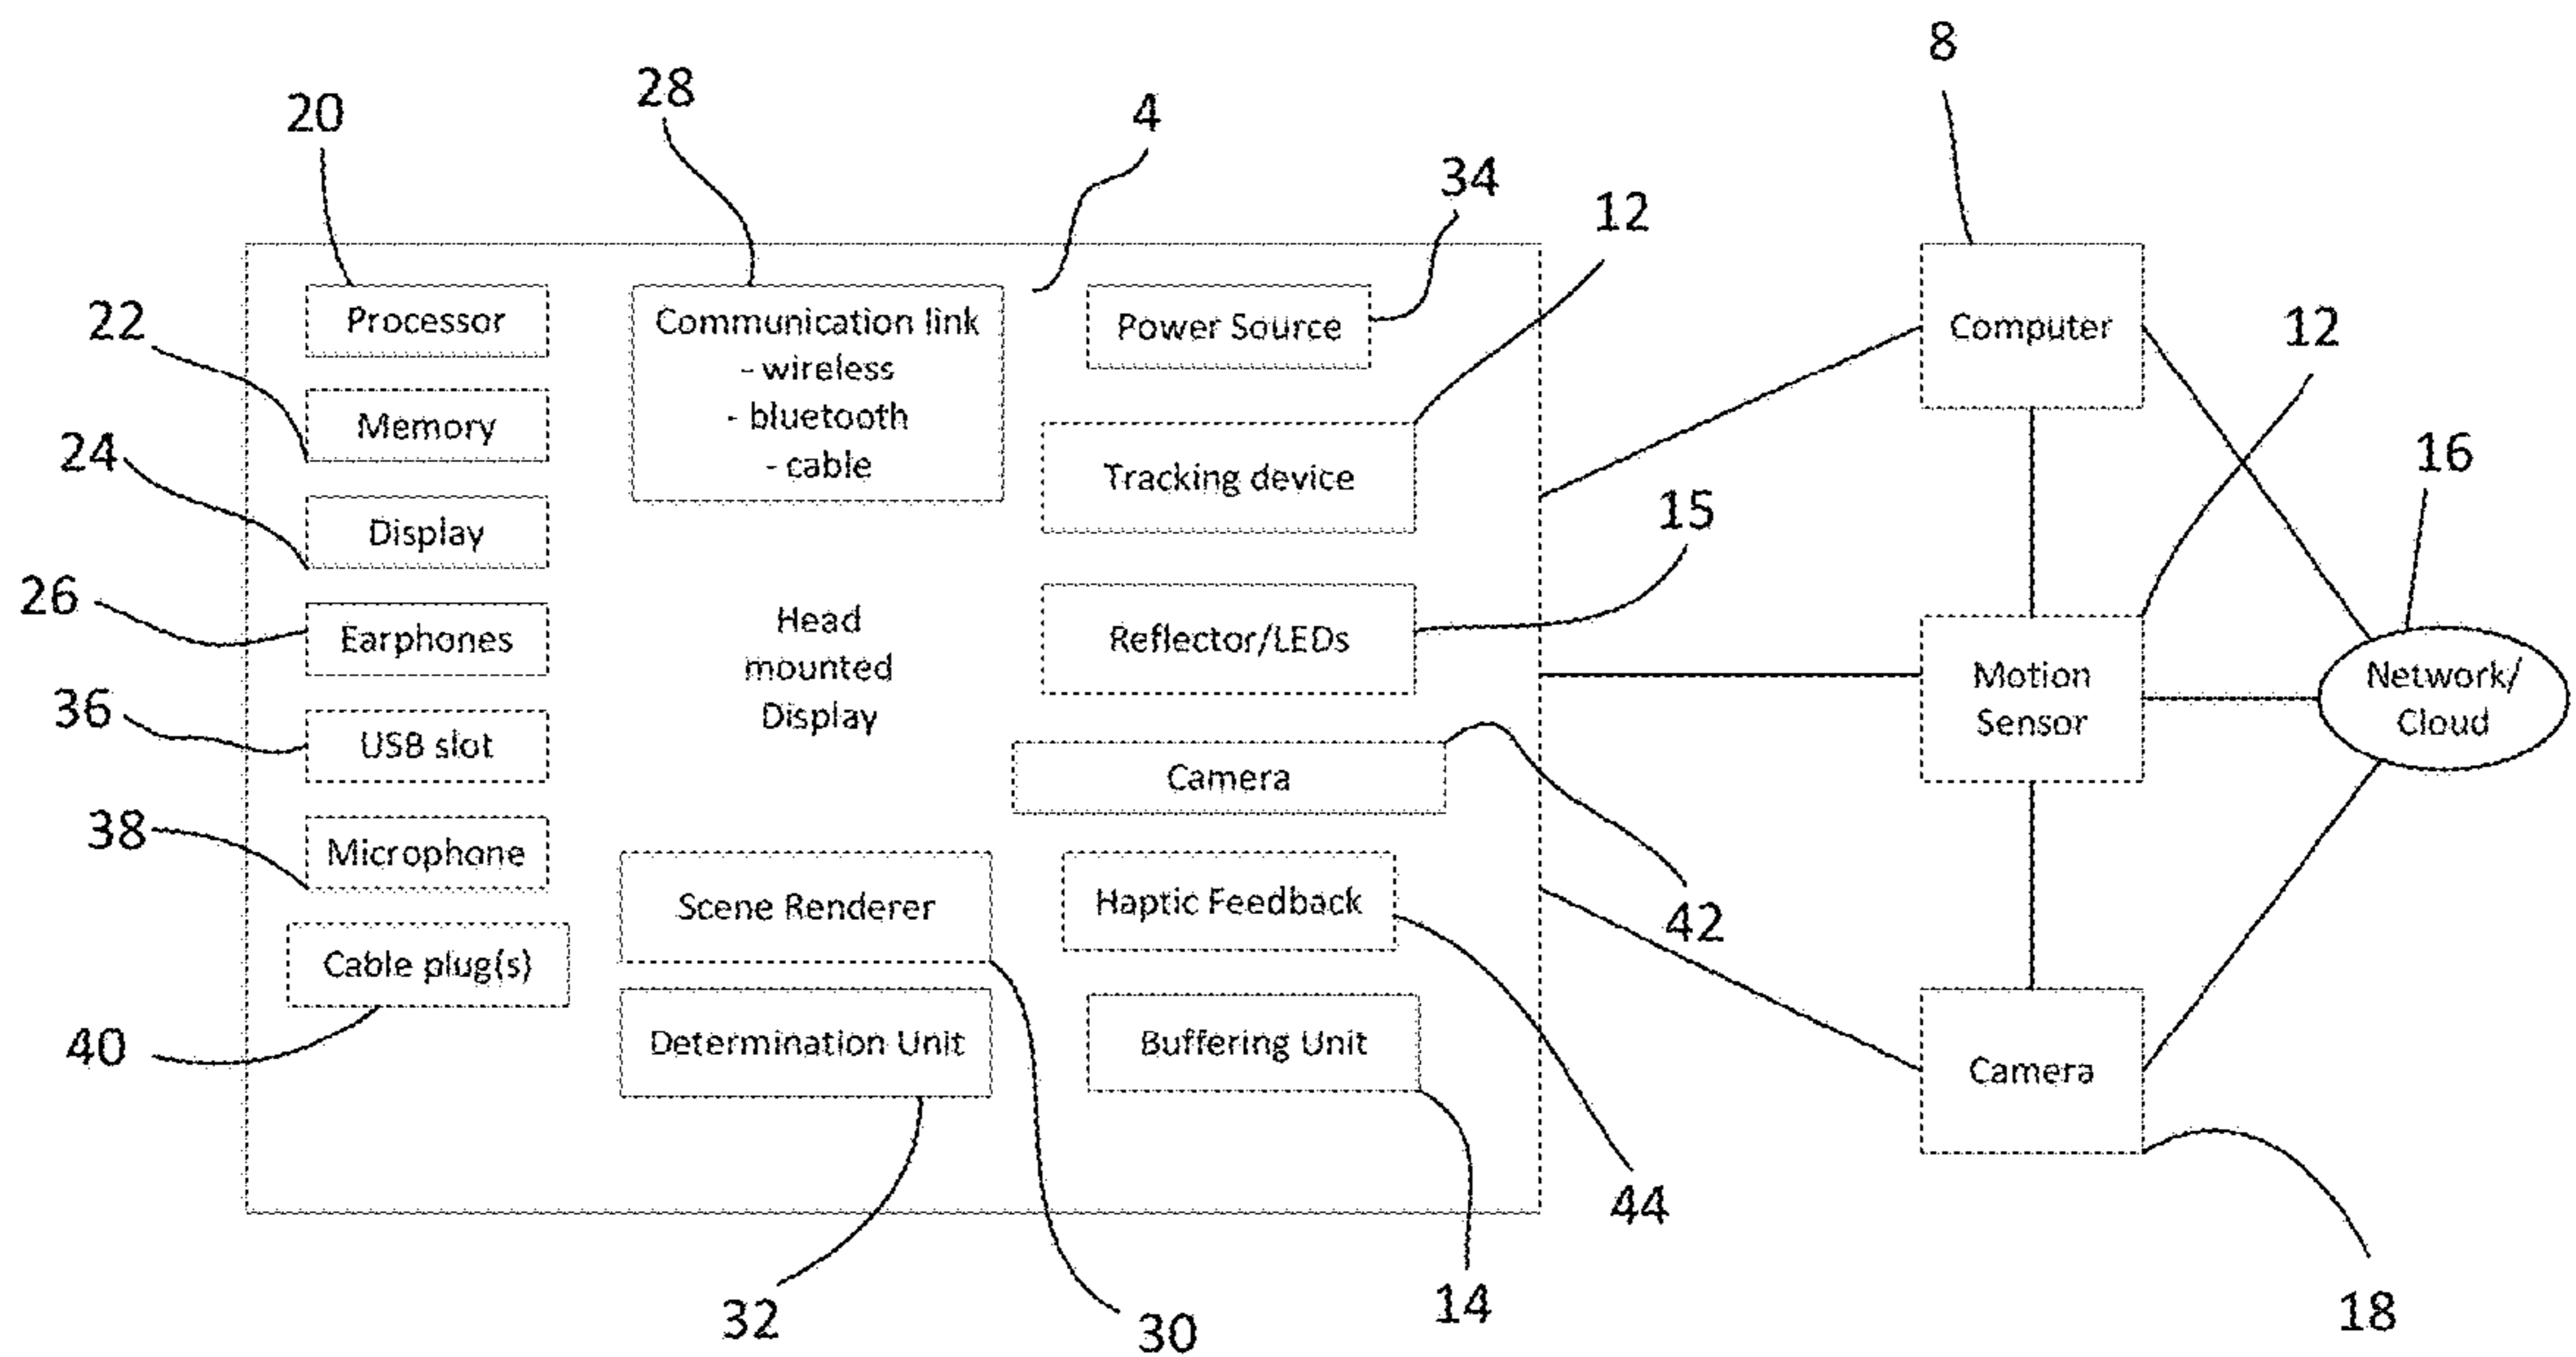 8
28
4
20
34
12
Processor
Communication link
- wireless
- bluetooth
- cable
Power Source
Computer
12
22
Memory
24
Tracking device
16
Display
15
26
Earphones
Head
mounted
Display
Reflector/LEDs
Motion
Sensor
Network/
Cloud
36
USB slot
Camera
38
Microphone
Scene Renderer
Haptic Feedback
42
Cable plug(s)
40
Determination Unit
Buffering Unit
Camera
44
14
18
32
30